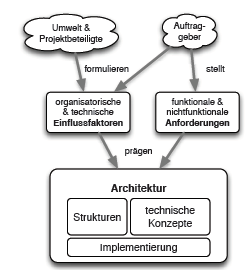 Umwelt &
Projektbeteiligte
Auftrag-
geber
formulieren
stellt
organisatorische
& technische
Einflussfaktoren
funktionale &
nichtfunktionale
Anforderungen
prägen
Architektur
Strukturen
technische
Konzepte
Implementierung